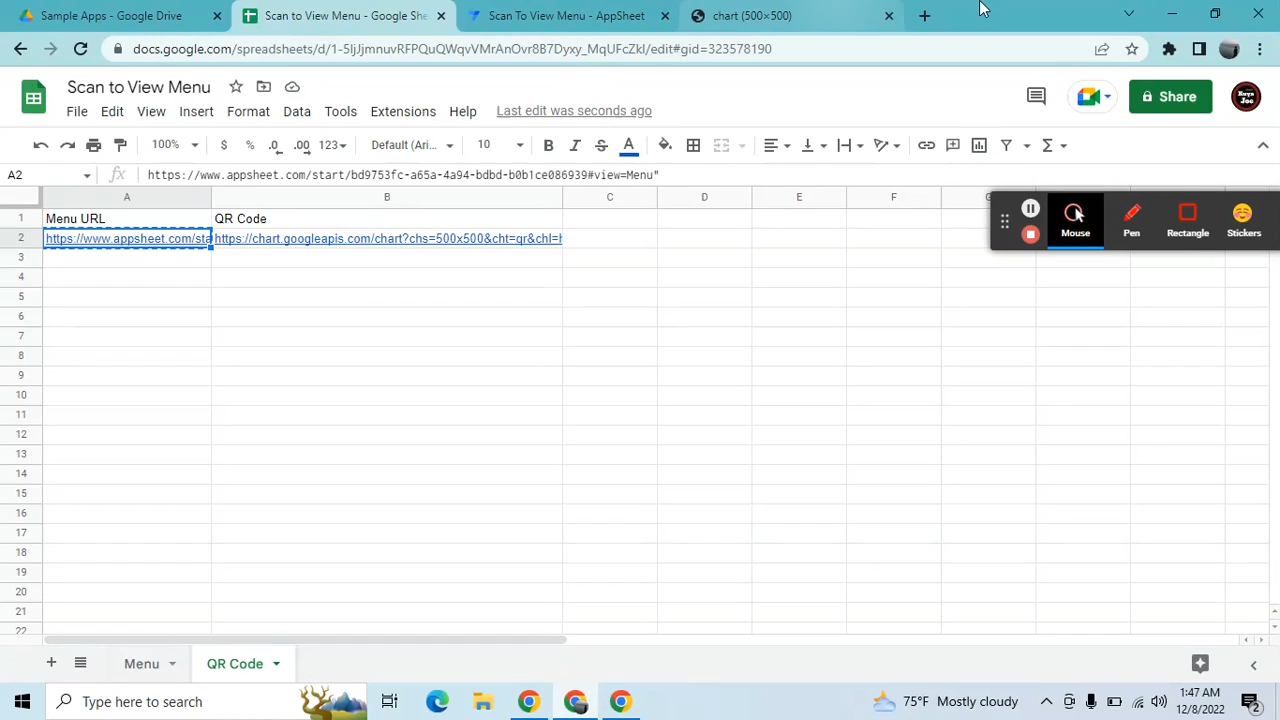 Sample Apps - Google Drive
Scan to View Menu - Google She
Scan To View Menu - AppSheet
chart (500×500)
docs.google.com/spreadsheets/d/1-5ljJjmnuvRFPQuQWqvVMrAnOvr8B7Dyxy_MqUFcZkI/edit#gid=323578190
Scan to View Menu
File Edit View Insert Format Data Tools Extensions Help Last edit was seconds ago
Share
100% $ % .0 .00 123 Default (Ari... 10 B I S A
A2 fx https://www.appsheet.com/start/bd9753fc-a65a-4a94-bdbd-b0b1ce086939#view=Menu"
A B C D E F G
1 Menu URL QR Code
2 https://www.appsheet.com/sta https://chart.googleapis.com/chart?chs=500x500&cht=qr&chl=h
3
4
5
6
7
8
9
10
11
12
13
14
15
16
17
18
19
20
21
22
Mouse Pen Rectangle Stickers
Menu QR Code
Type here to search
75°F Mostly cloudy
1:47 AM
12/8/2022
2